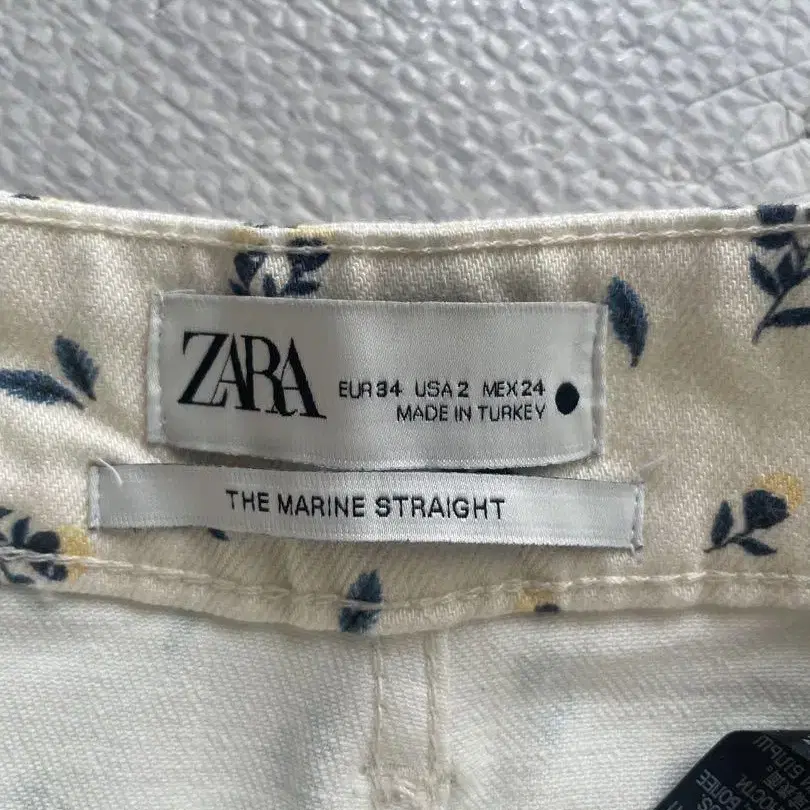 ZARA
EUR 34 USA 2 MEX 24
MADE IN TURKEY
THE MARINE STRAIGHT